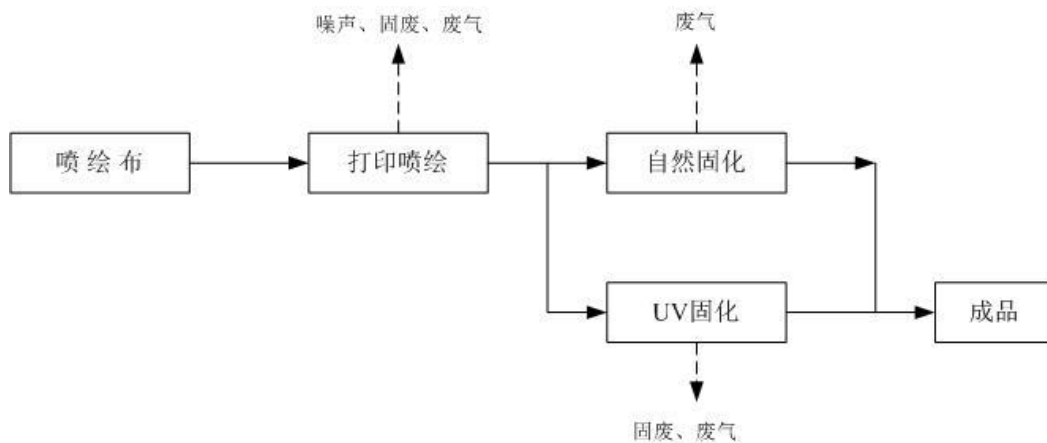 噪声、固废、废气
废气
喷绘布
打印喷绘
自然固化
UV固化
成品
固废、废气